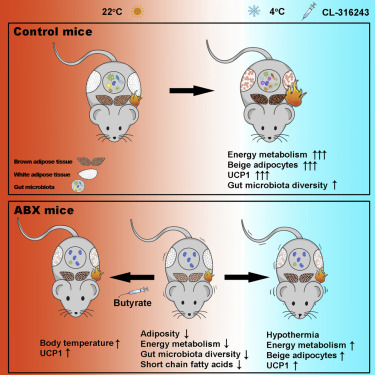 22°C
4°C
CL-316243
Control mice
Brown adipose tissue
White adipose tissue
Gut microbiota
Energy metabolism ↑↑↑
Beige adipocytes ↑↑↑
UCP1 ↑↑↑
Gut microbiota diversity ↑
ABX mice
Butyrate
Body temperature ↑
UCP1 ↑
Adiposity ↓
Energy metabolism ↓
Gut microbiota diversity ↓
Short chain fatty acids ↓
Hypothermia
Energy metabolism ↑
Beige adipocytes ↑
UCP1 ↑